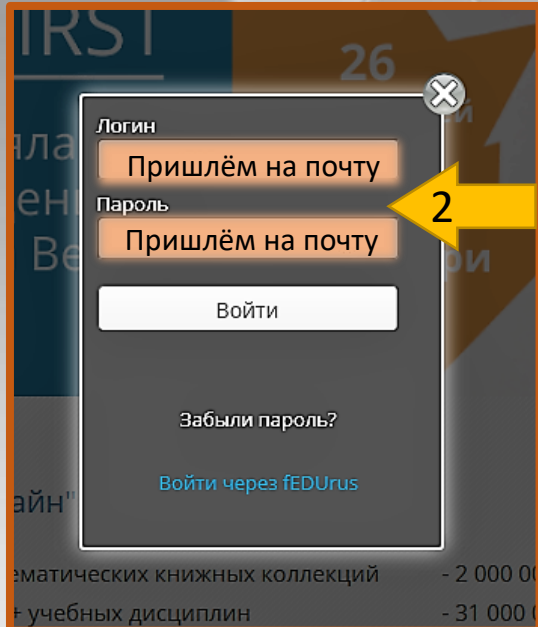 IRST
26
Логин
Пришлём на почту
Пароль
2
Пришлём на почту
Войти
Забыли пароль?
Войти через fEDUrus
айн"
ематических книжных коллекций - 2 000 0
+ учебных дисциплин - 31 000